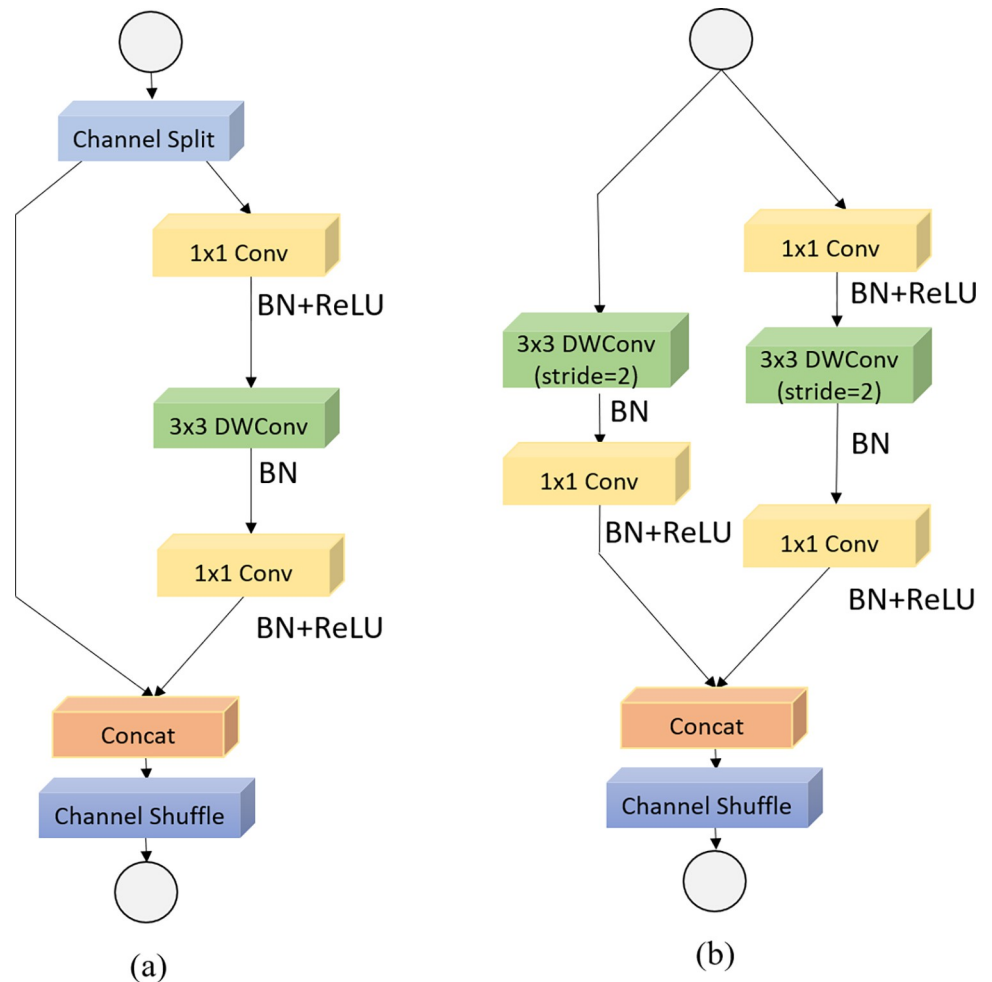 Channel Split
1x1 Conv
BN+ReLU
3x3 DWConv
BN
1x1 Conv
BN+ReLU
Concat
Channel Shuffle
(a)
3x3 DWConv
(stride=2)
BN
1x1 Conv
BN+ReLU
1x1 Conv
BN+ReLU
3x3 DWConv
(stride=2)
BN
1x1 Conv
BN+ReLU
Concat
Channel Shuffle
(b)